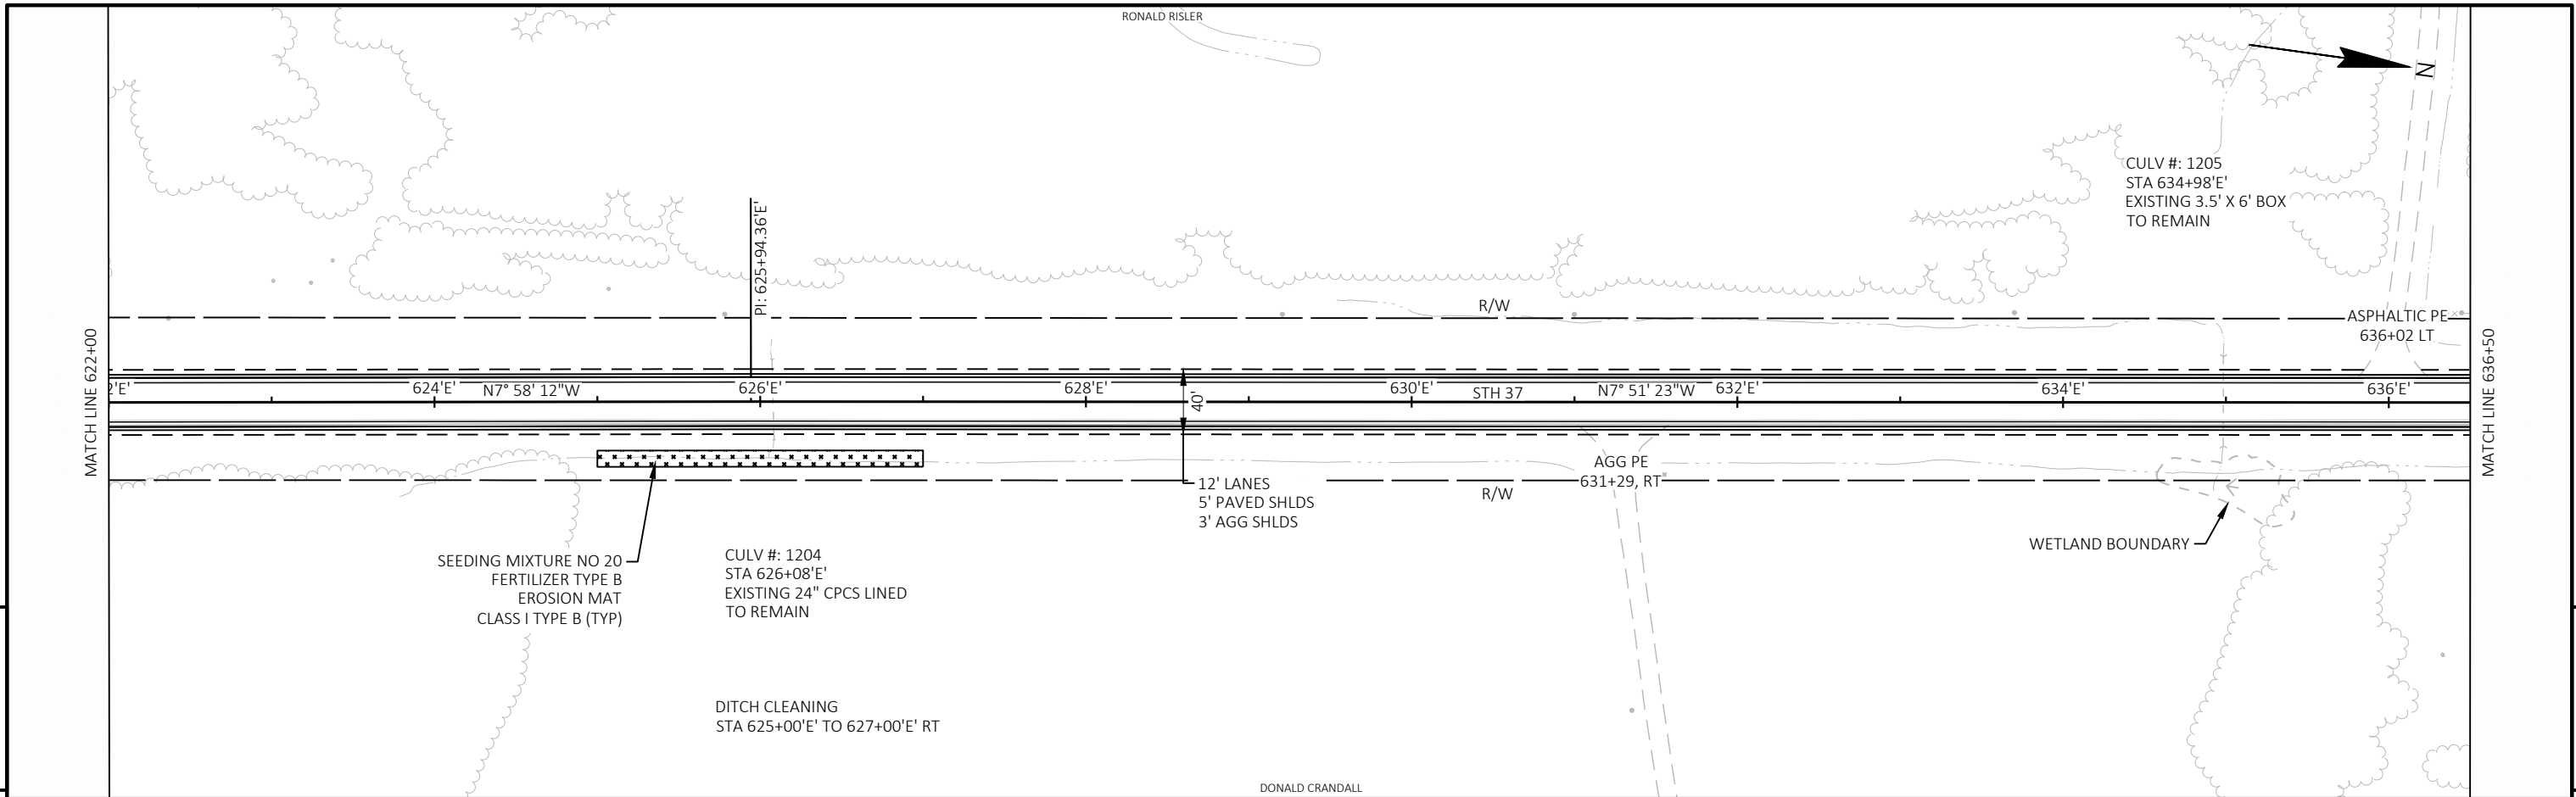 RONALD RISLER
N
CULV #: 1205
STA 634+98'E'
EXISTING 3.5' X 6' BOX
TO REMAIN
PI: 625+94.36'E'
R/W
ASPHALTIC PE
636+02 LT
MATCH LINE 622+00
2'E'
624'E'
N7° 58' 12"W
626'E'
628'E'
40'
630'E'
STH 37
N7° 51' 23"W
632'E'
634'E'
636'E'
MATCH LINE 636+50
AGG PE
631+29, RT
R/W
12' LANES
5' PAVED SHLDS
3' AGG SHLDS
WETLAND BOUNDARY
SEEDING MIXTURE NO 20
FERTILIZER TYPE B
EROSION MAT
CLASS I TYPE B (TYP)
CULV #: 1204
STA 626+08'E'
EXISTING 24" CPCS LINED
TO REMAIN
DITCH CLEANING
STA 625+00'E' TO 627+00'E' RT
DONALD CRANDALL